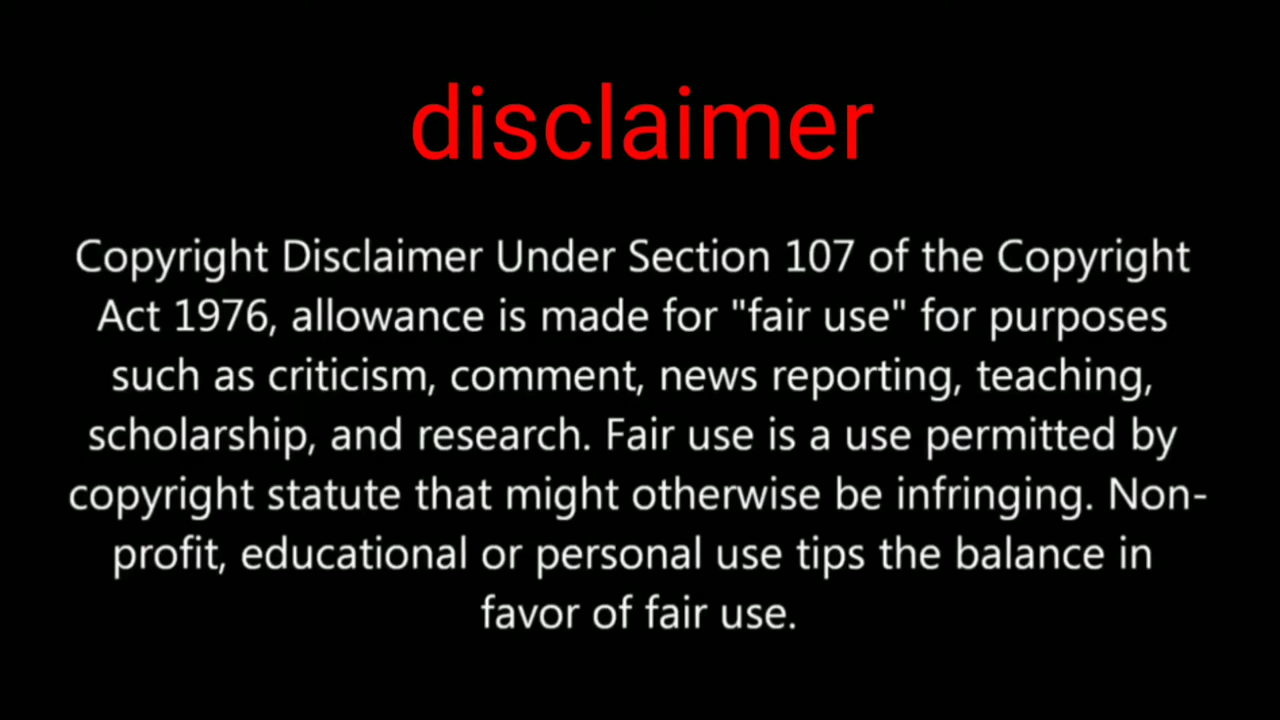 disclaimer
Copyright Disclaimer Under Section 107 of the Copyright
Act 1976, allowance is made for "fair use" for purposes
such as criticism, comment, news reporting, teaching,
scholarship, and research. Fair use is a use permitted by
copyright statute that might otherwise be infringing. Non-
profit, educational or personal use tips the balance in
favor of fair use.